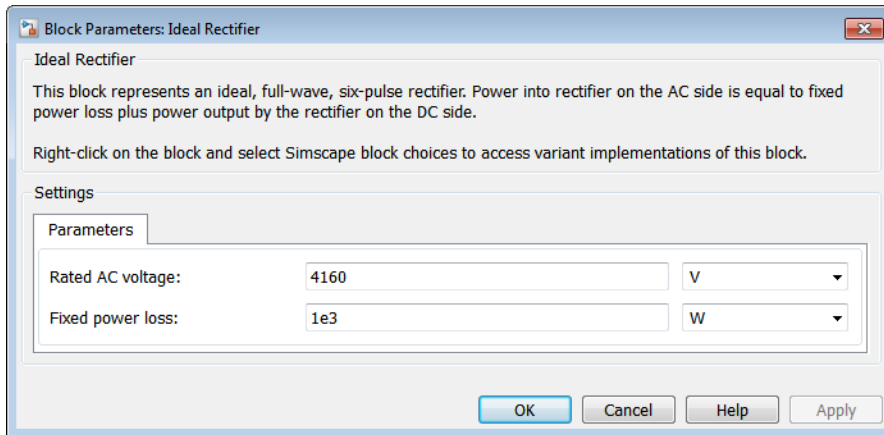 Block Parameters: Ideal Rectifier
Ideal Rectifier
This block represents an ideal, full-wave, six-pulse rectifier. Power into rectifier on the AC side is equal to fixed
power loss plus power output by the rectifier on the DC side.
Right-click on the block and select Simscape block choices to access variant implementations of this block.
Settings
Parameters
Rated AC voltage: 4160 V
Fixed power loss: 1e3 W
OK Cancel Help Apply